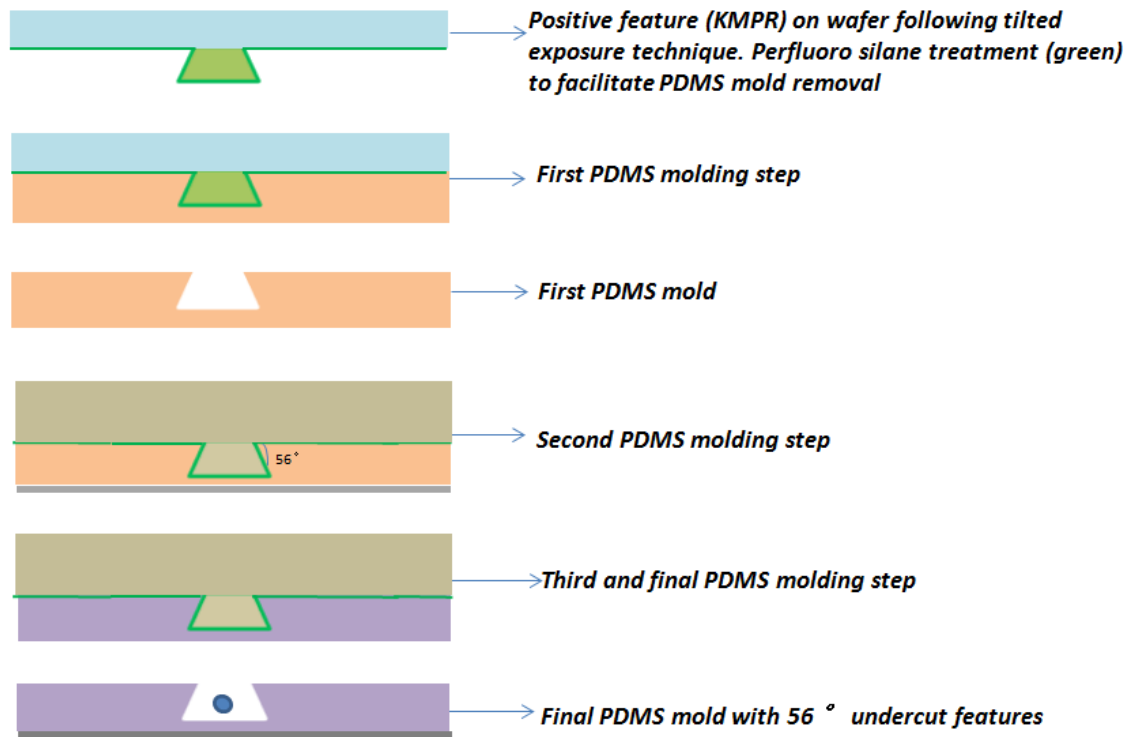 Positive feature (KMPR) on wafer following tilted
exposure technique. Perfluoro silane treatment (green)
to facilitate PDMS mold removal
First PDMS molding step
First PDMS mold
56°
Second PDMS molding step
Third and final PDMS molding step
Final PDMS mold with 56 ° undercut features